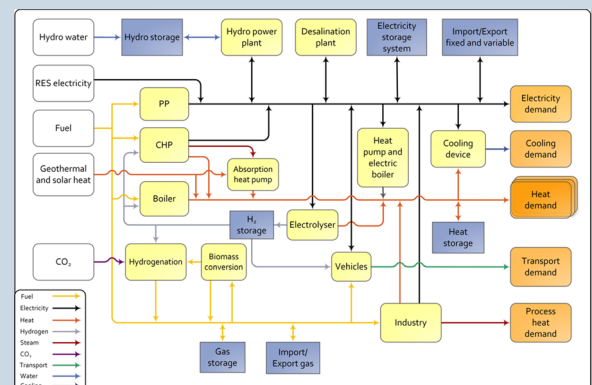 Hydro water
Hydro storage
Hydro power
plant
Desalination
plant
Electricity
storage
system
Import/Export
fixed and variable
RES electricity
PP
Electricity
demand
Fuel
CHP
Heat
pump and
electric
boiler
Cooling
device
Cooling
demand
Geothermal
and solar heat
Absorption
heat pump
Boiler
Heat
demand
H₂
storage
Electrolyser
Heat
storage
CO₂
Hydrogenation
Biomass
conversion
Vehicles
Transport
demand
Fuel
Electricity
Heat
Hydrogen
Steam
CO₂
Transport
Water
Industry
Process
heat
demand
Gas
storage
Import/
Export gas